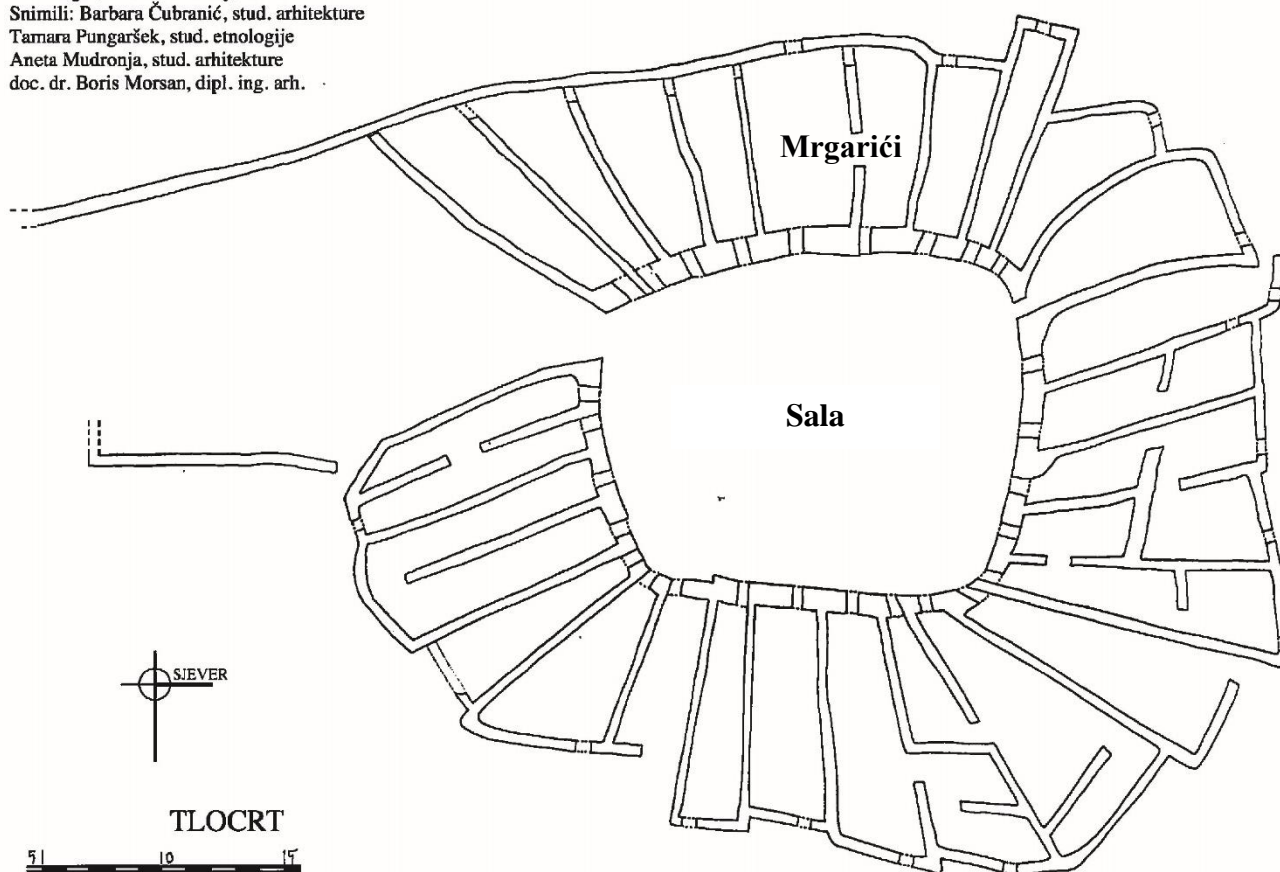 Snimili: Barbara Čubranić, stud. arhitekture
Tamara Pungaršek, stud. etnologije
Aneta Mudronja, stud. arhitekture
doc. dr. Boris Morsan, dipl. ing. arh.
Mrgarići
Sala
SJEVER
TLOCRT
5 10 15